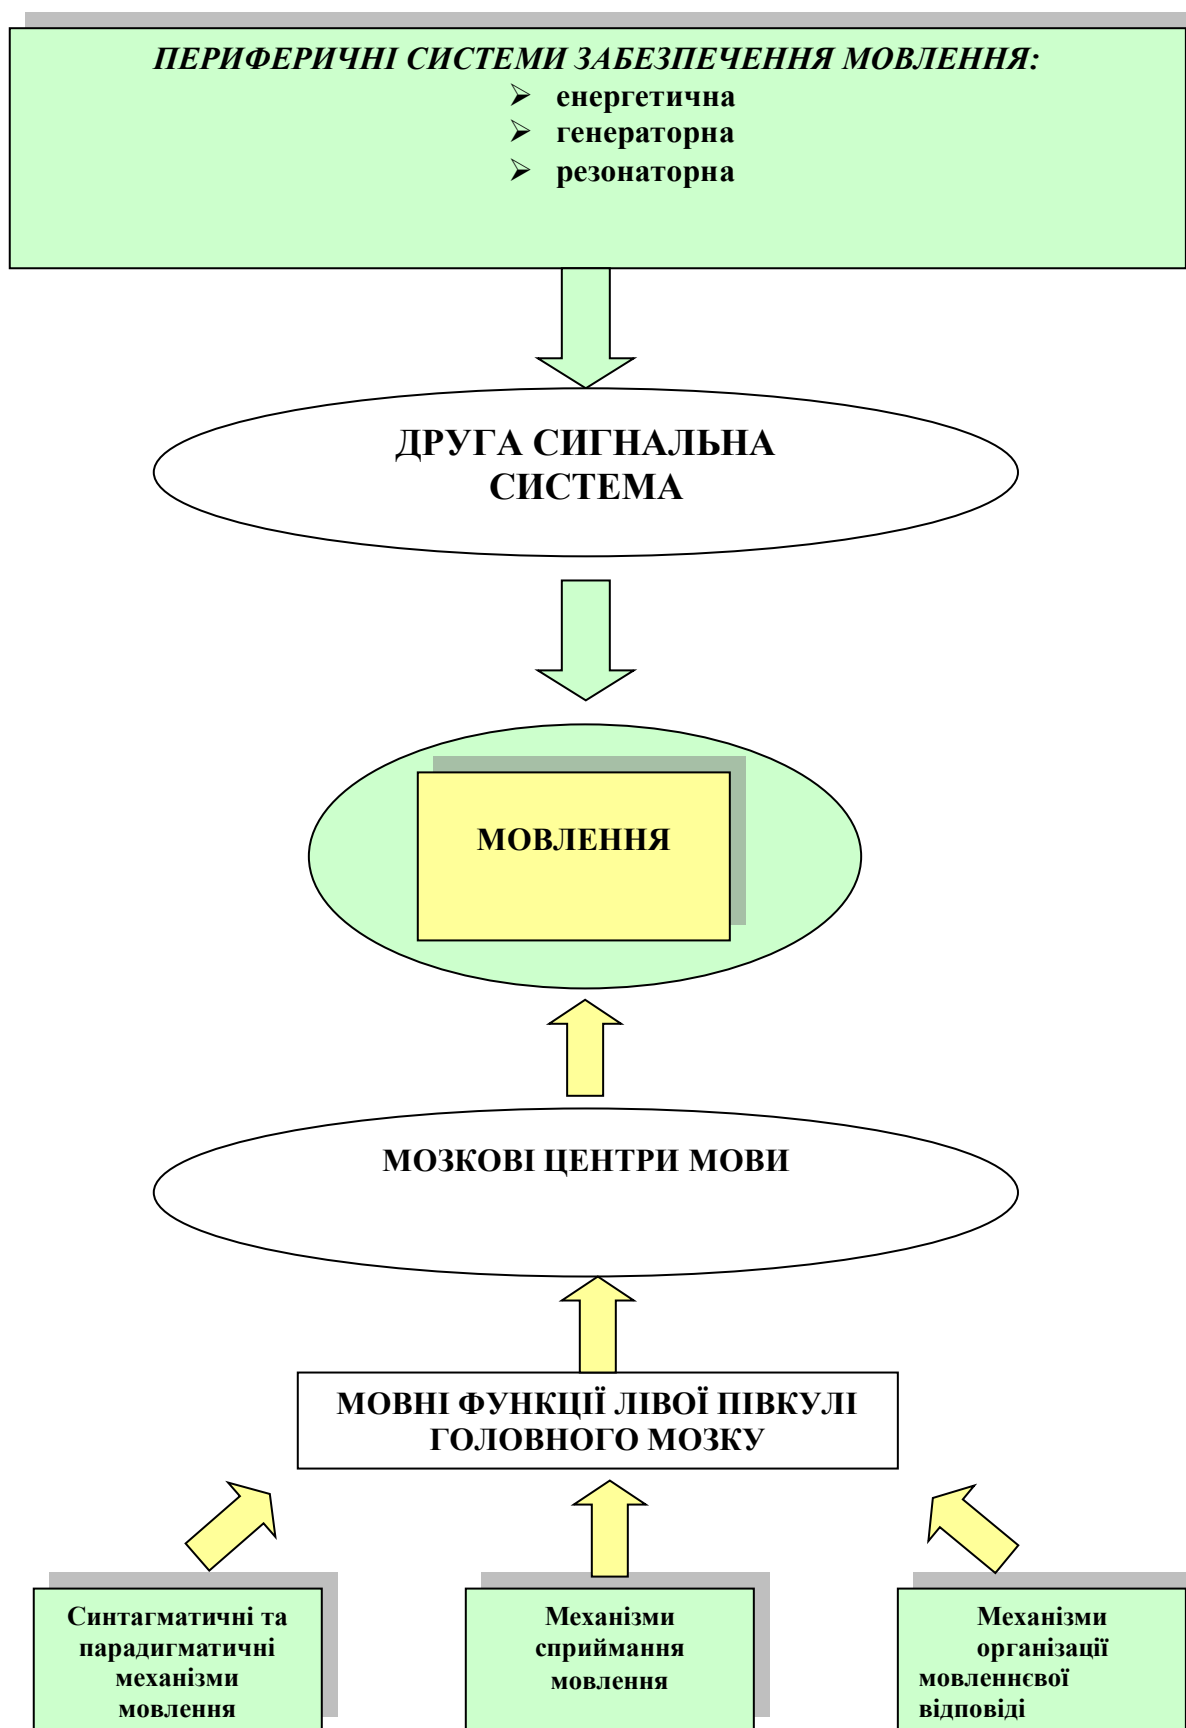 ПЕРИФЕРИЧНІ СИСТЕМИ ЗАБЕЗПЕЧЕННЯ МОВЛЕННЯ:
➢ енергетична
➢ генераторна
➢ резонаторна
ДРУГА СИГНАЛЬНА
СИСТЕМА
МОВЛЕННЯ
МОЗКОВІ ЦЕНТРИ МОВИ
МОВНІ ФУНКЦІЇ ЛІВОЇ ПІВКУЛІ
ГОЛОВНОГО МОЗКУ
Синтагматичні та
парадигматичні
механізми
мовлення
Механізми
сприймання
мовлення
Механізми
організації
мовленнєвої
відповіді